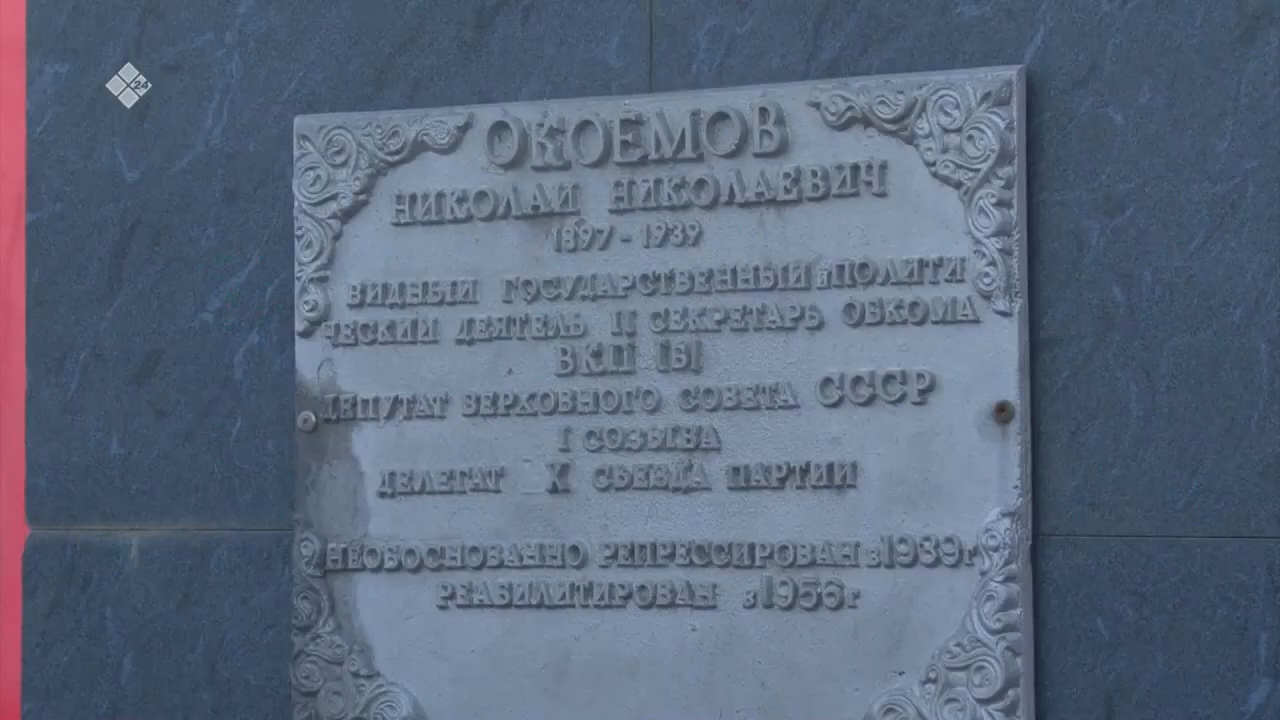 X24
ОКОЕМОВ
НИКОЛАЙ НИКОЛАЕВИЧ
1897 - 1939
ВИДНЫЙ ГОСУДАРСТВЕННЫЙ и ПОЛИТИ
ЧЕСКИЙ ДЕЯТЕЛЬ II СЕКРЕТАРЬ ОБКОМА
ВКП (Б)
ДЕПУТАТ ВЕРХОВНОГО СОВЕТА СССР
I СОЗЫВА
ДЕЛЕГАТ X СЪЕЗДА ПАРТИИ
НЕОБОСНОВАННО РЕПРЕССИРОВАН в 1939 г
РЕАБИЛИТИРОВАН в 1956 г